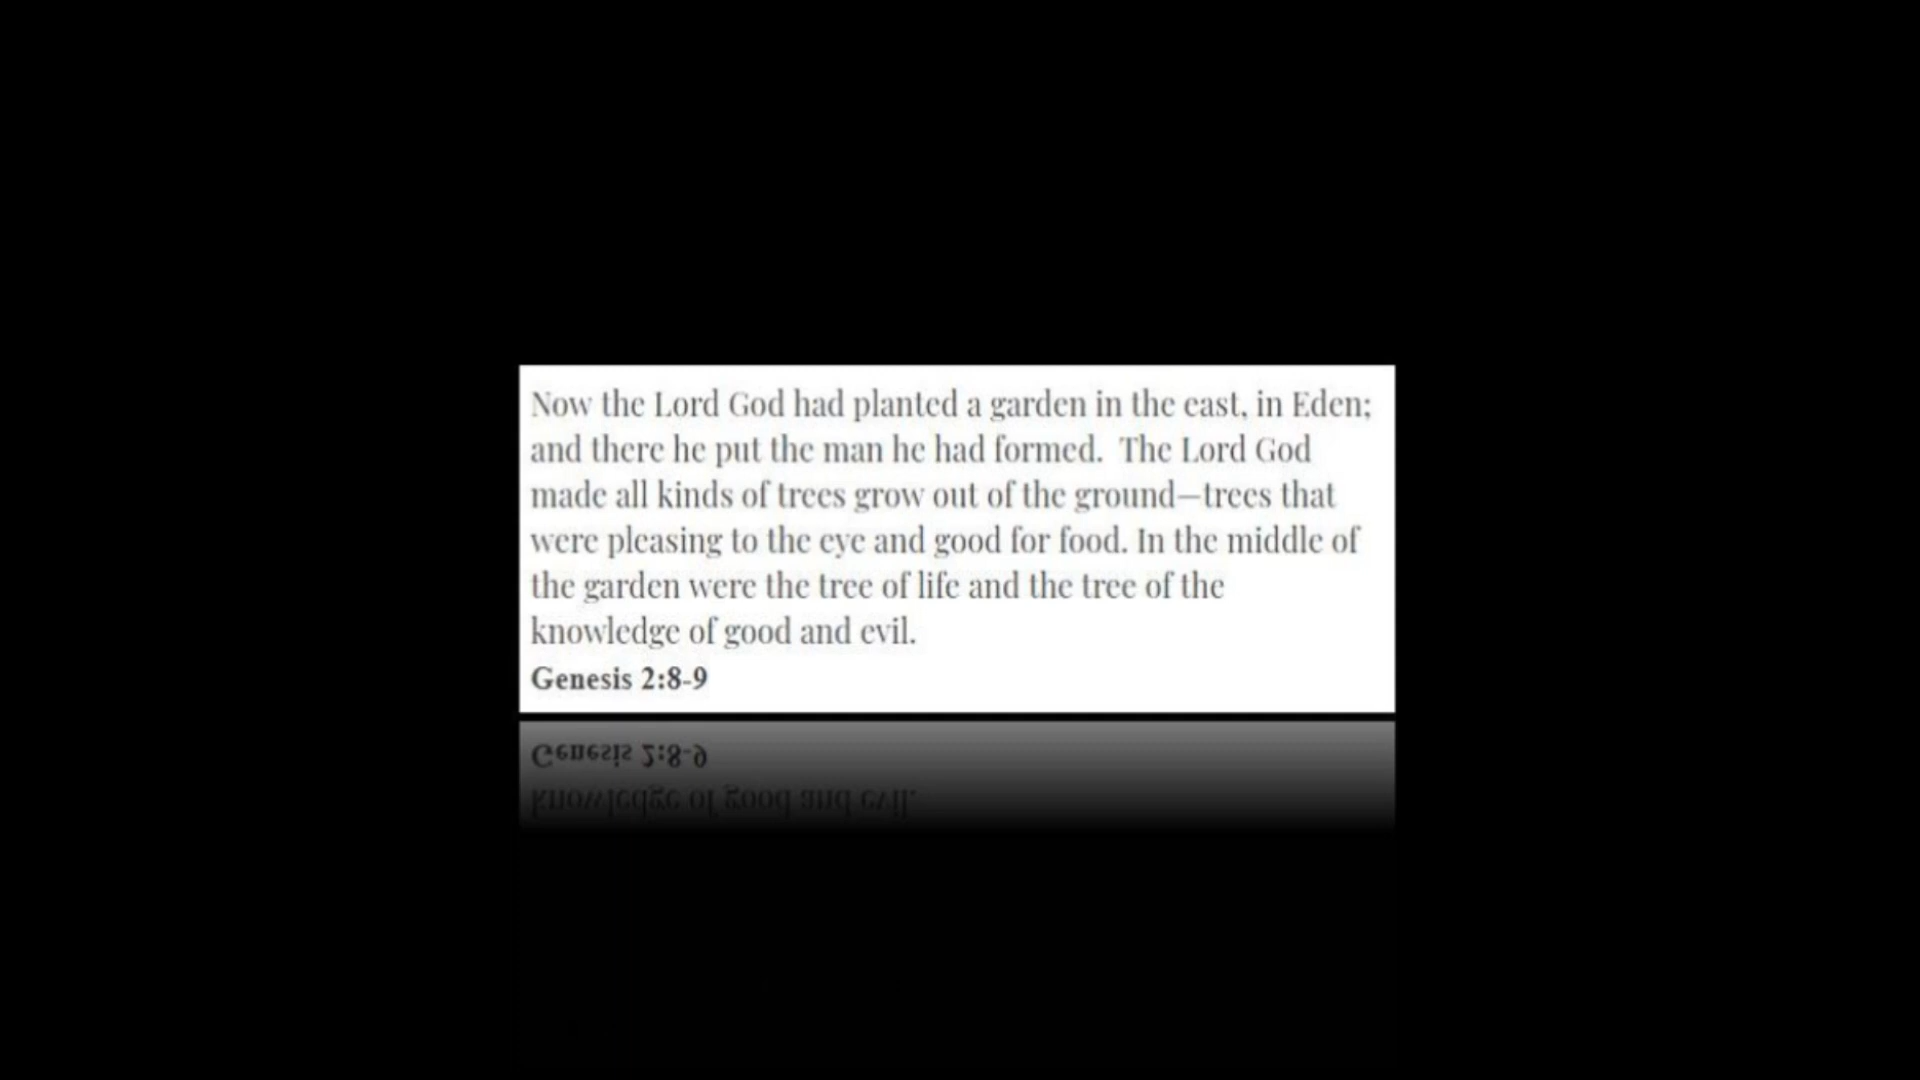 Now the Lord God had planted a garden in the east, in Eden;
and there he put the man he had formed.  The Lord God
made all kinds of trees grow out of the ground—trees that
were pleasing to the eye and good for food. In the middle of
the garden were the tree of life and the tree of the
knowledge of good and evil.
Genesis 2:8-9